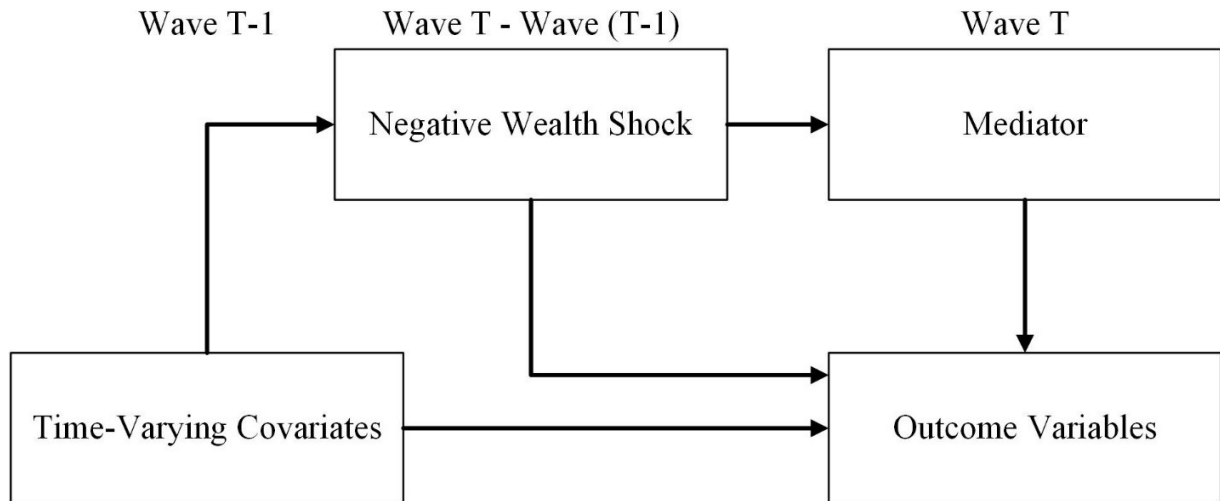 Wave T-1
Wave T - Wave (T-1)
Wave T
Negative Wealth Shock
Mediator
Time-Varying Covariates
Outcome Variables